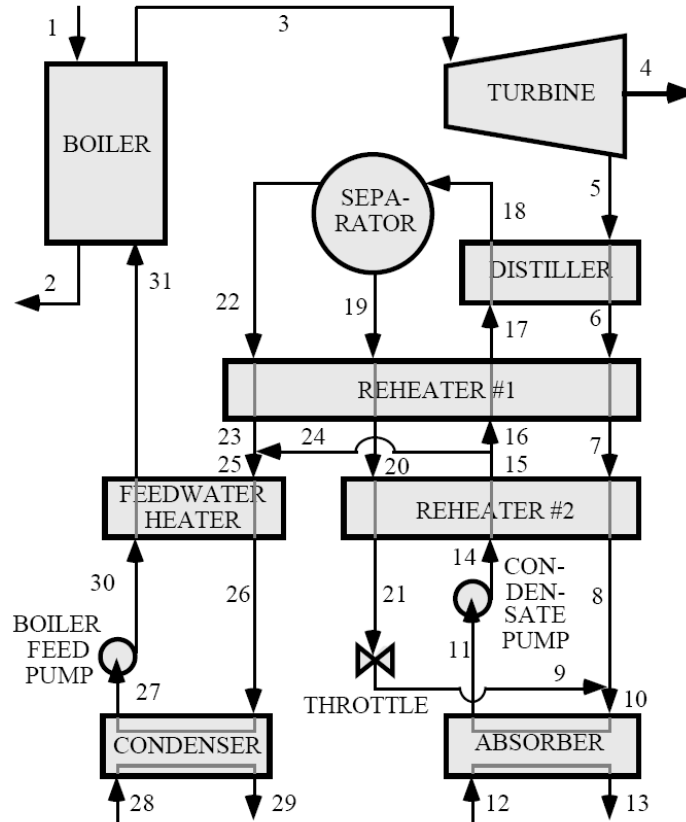 1
3
4
TURBINE
BOILER
5
SEPA-
RATOR
18
DISTILLER
2
31
22
19
17
6
REHEATER #1
23
24
16
7
25
20
15
FEEDWATER
HEATER
REHEATER #2
14
CON-
DEN-
SATE
PUMP
30
26
21
8
BOILER
FEED
PUMP
11
9
27
THROTTLE
10
CONDENSER
ABSORBER
28
29
12
13